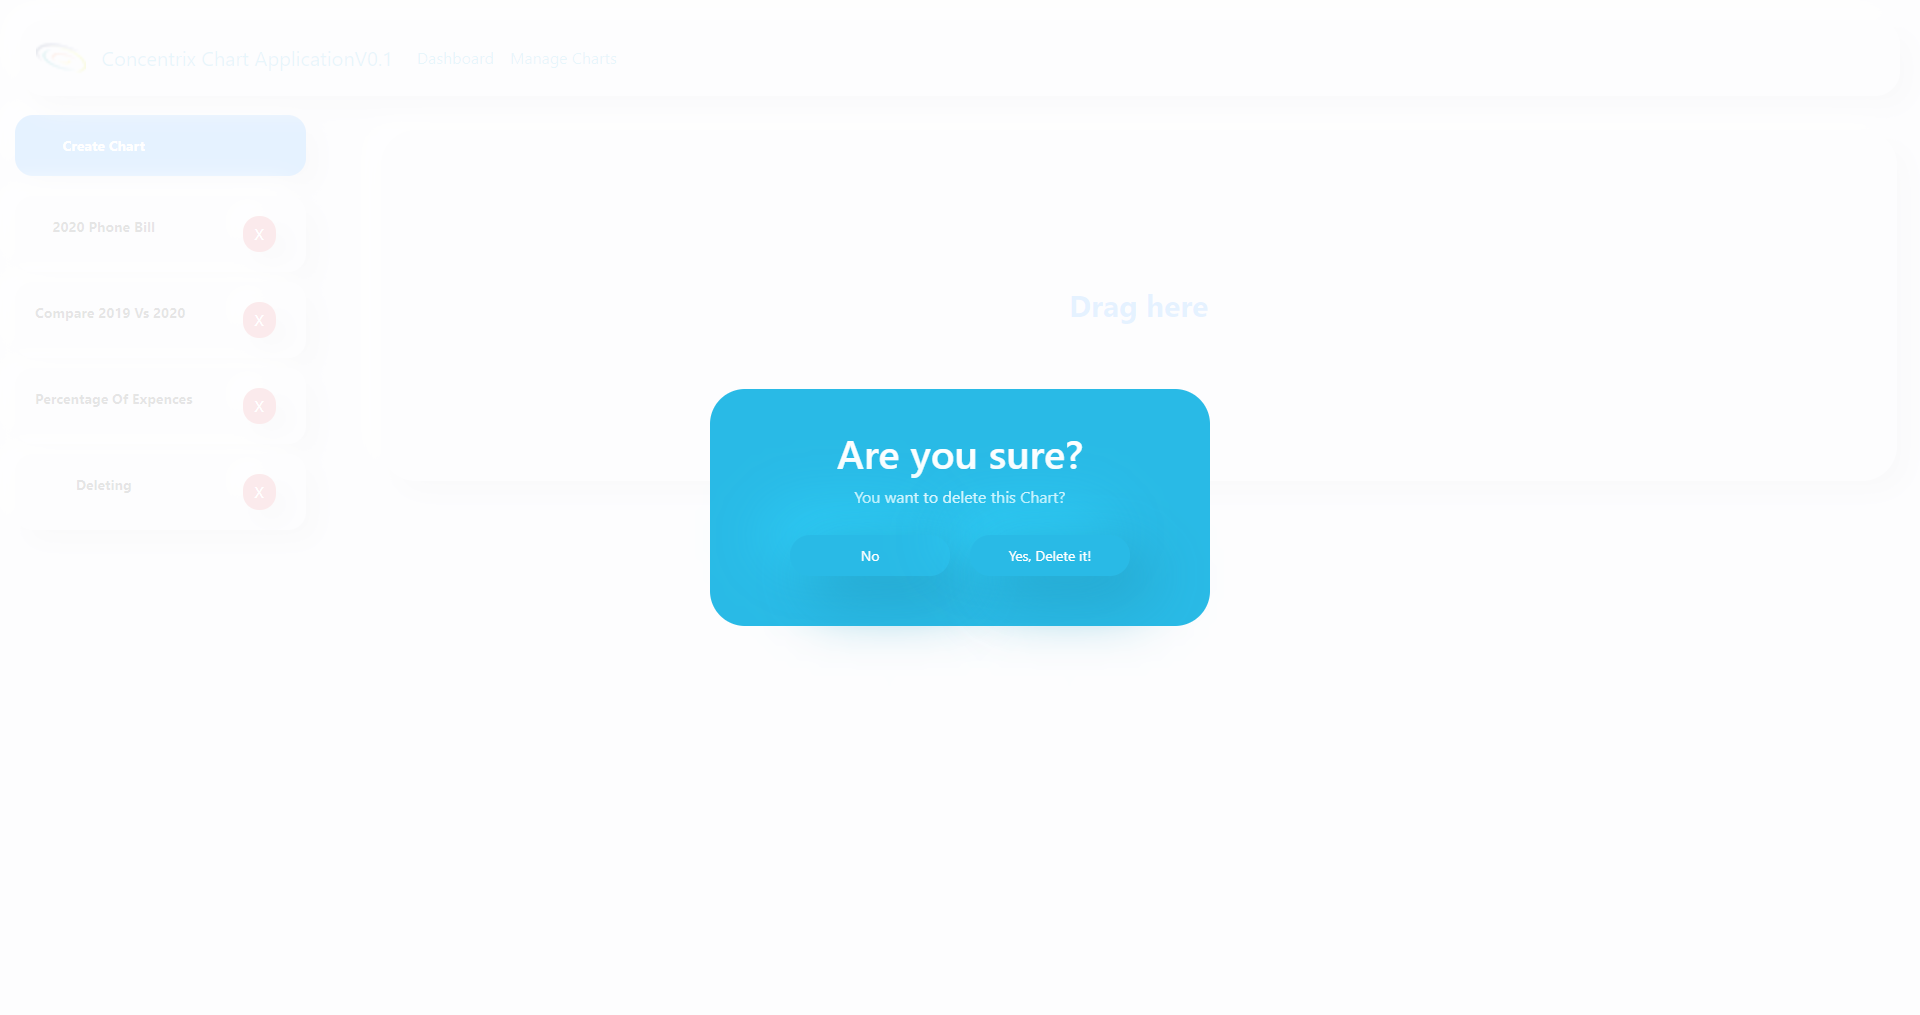 Concentrix Chart ApplicationV0.1 Dashboard Manage Charts
Create Chart
2020 Phone Bill X
Compare 2019 Vs 2020 X
Percentage Of Expences X
Deleting X
Drag here
Are you sure?
You want to delete this Chart?
No Yes, Delete it!